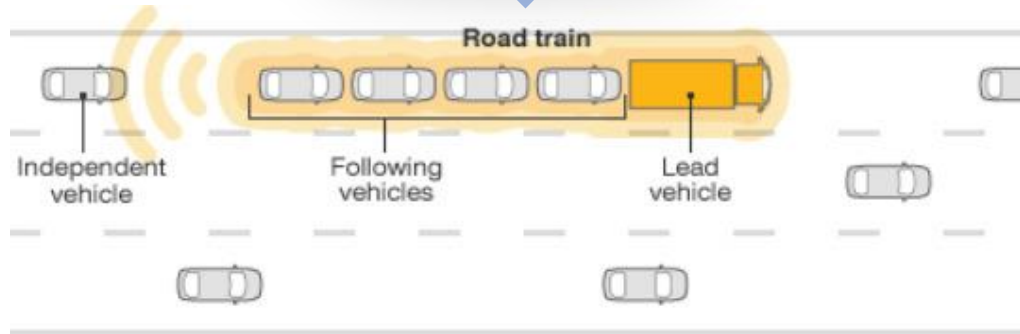 Road train
Independent
vehicle
Following
vehicles
Lead
vehicle